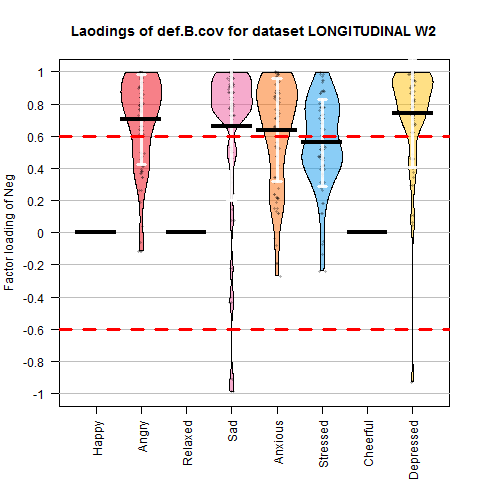 Laodings of def.B.cov for dataset LONGITUDINAL W2
Factor loading of Neg
1
0.8
0.6
0.4
0.2
0
-0.2
-0.4
-0.6
-0.8
-1
Happy
Angry
Relaxed
Sad
Anxious
Stressed
Cheerful
Depressed